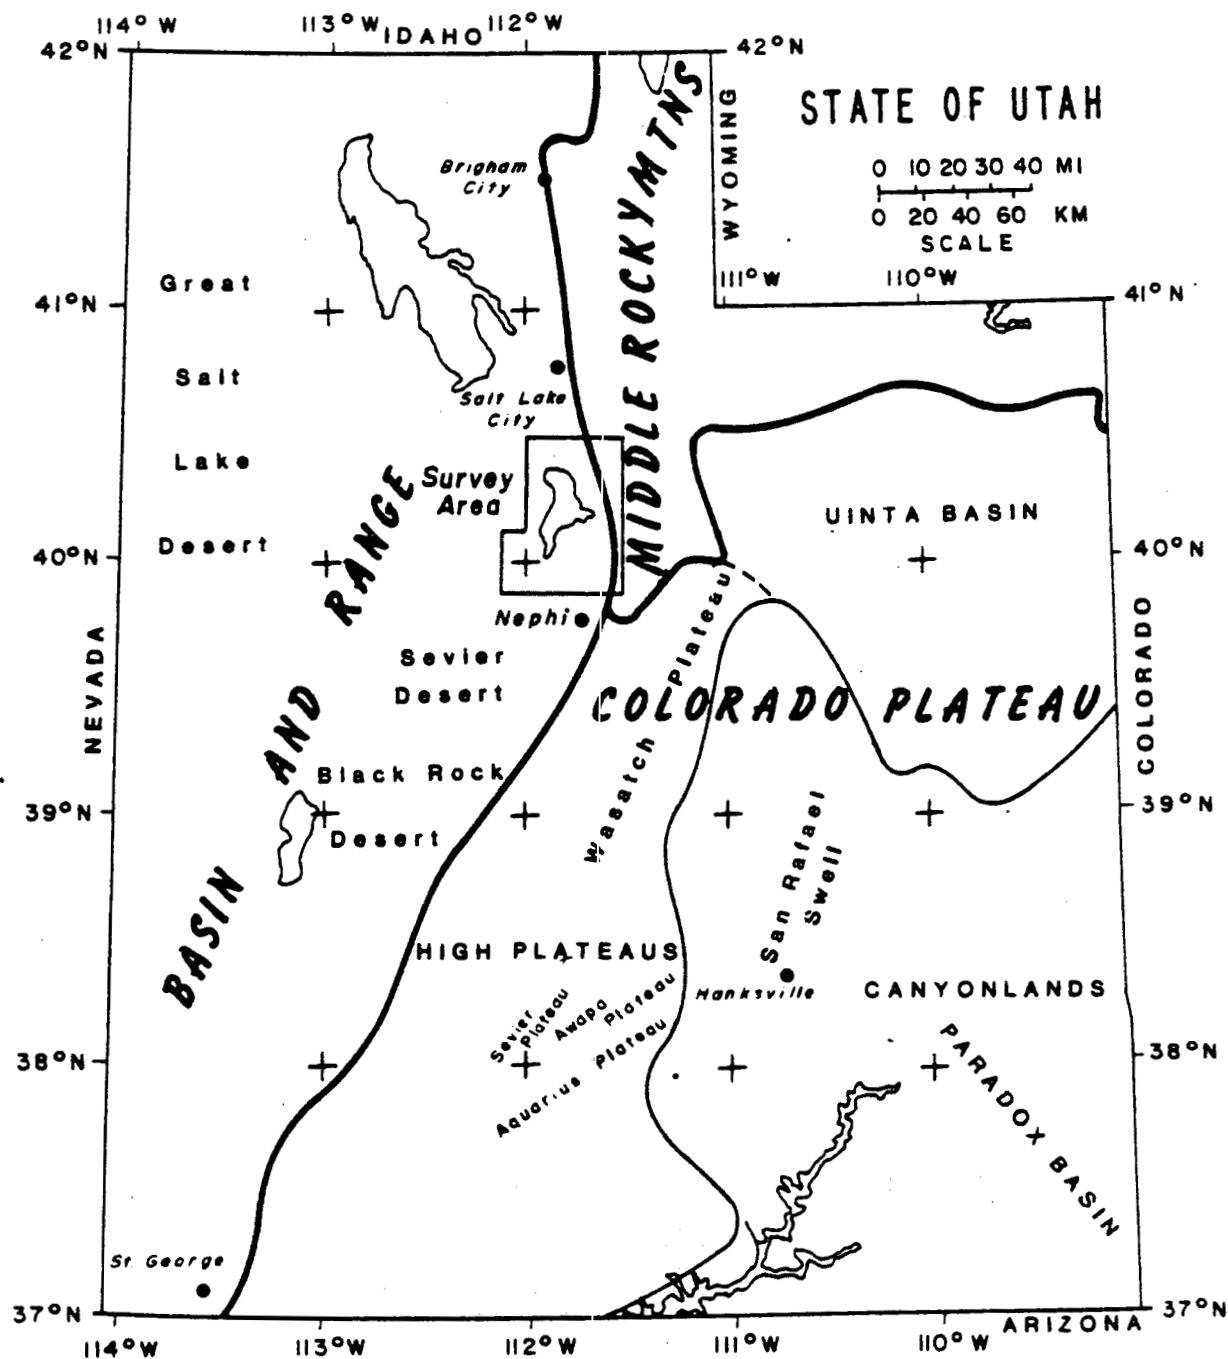 114°W
113°W
IDAHO
112°W
42°N
42°N
STATE OF UTAH
WYOMING
0 10 20 30 40 MI
0 20 40 60 KM
SCALE
Brigham
City
MIDDLE ROCKY MTNS
111°W
110°W
41°N
41°N
Great
Salt
Lake
Desert
Salt Lake
City
Survey
Area
UINTA BASIN
40°N
40°N
BASIN AND RANGE
Nephi
Wasatch Plateau
Sevier
Desert
NEVADA
COLORADO
COLORADO PLATEAU
Black Rock
Desert
39°N
39°N
San Rafael
Swell
HIGH PLATEAUS
Hanksville
CANYONLANDS
Sevier
Plateau
Awapa
Plateau
Aquarius Plateau
PARADOX BASIN
38°N
38°N
St. George
37°N
37°N
ARIZONA
114°W
113°W
112°W
111°W
110°W